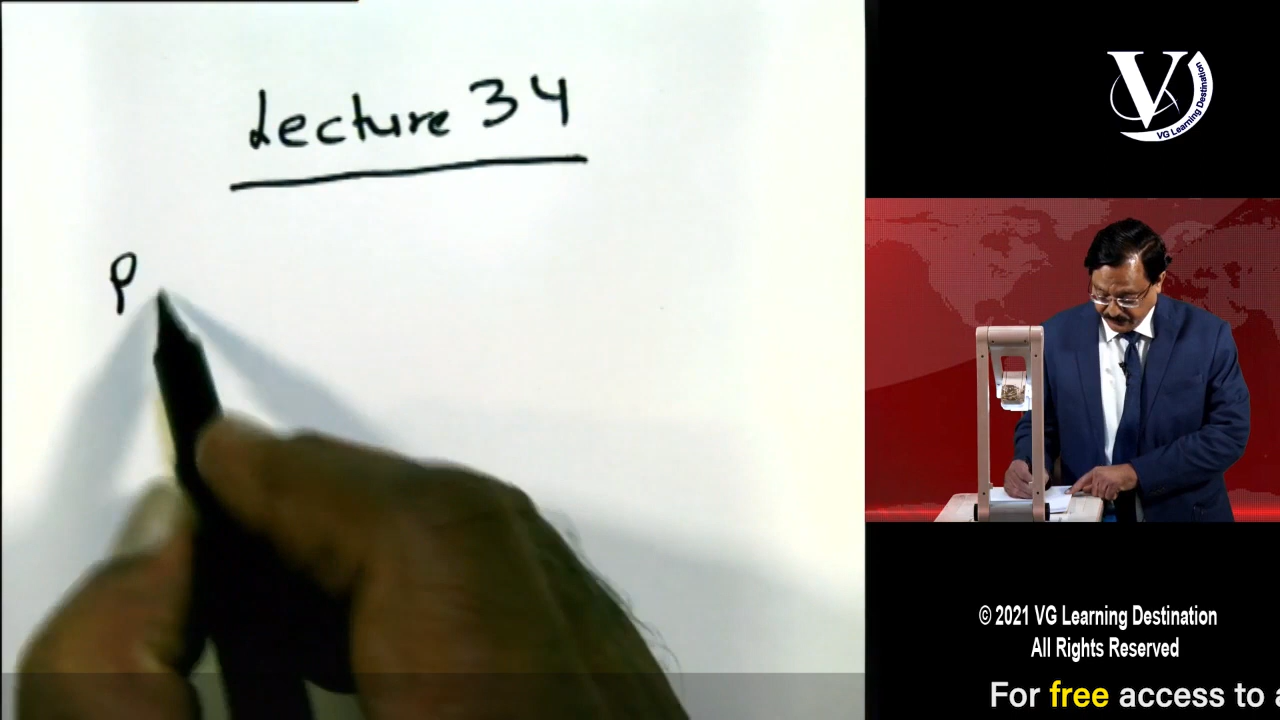 Lecture 34
P
V
VG Learning Destination
© 2021 VG Learning Destination
All Rights Reserved
For free access to a